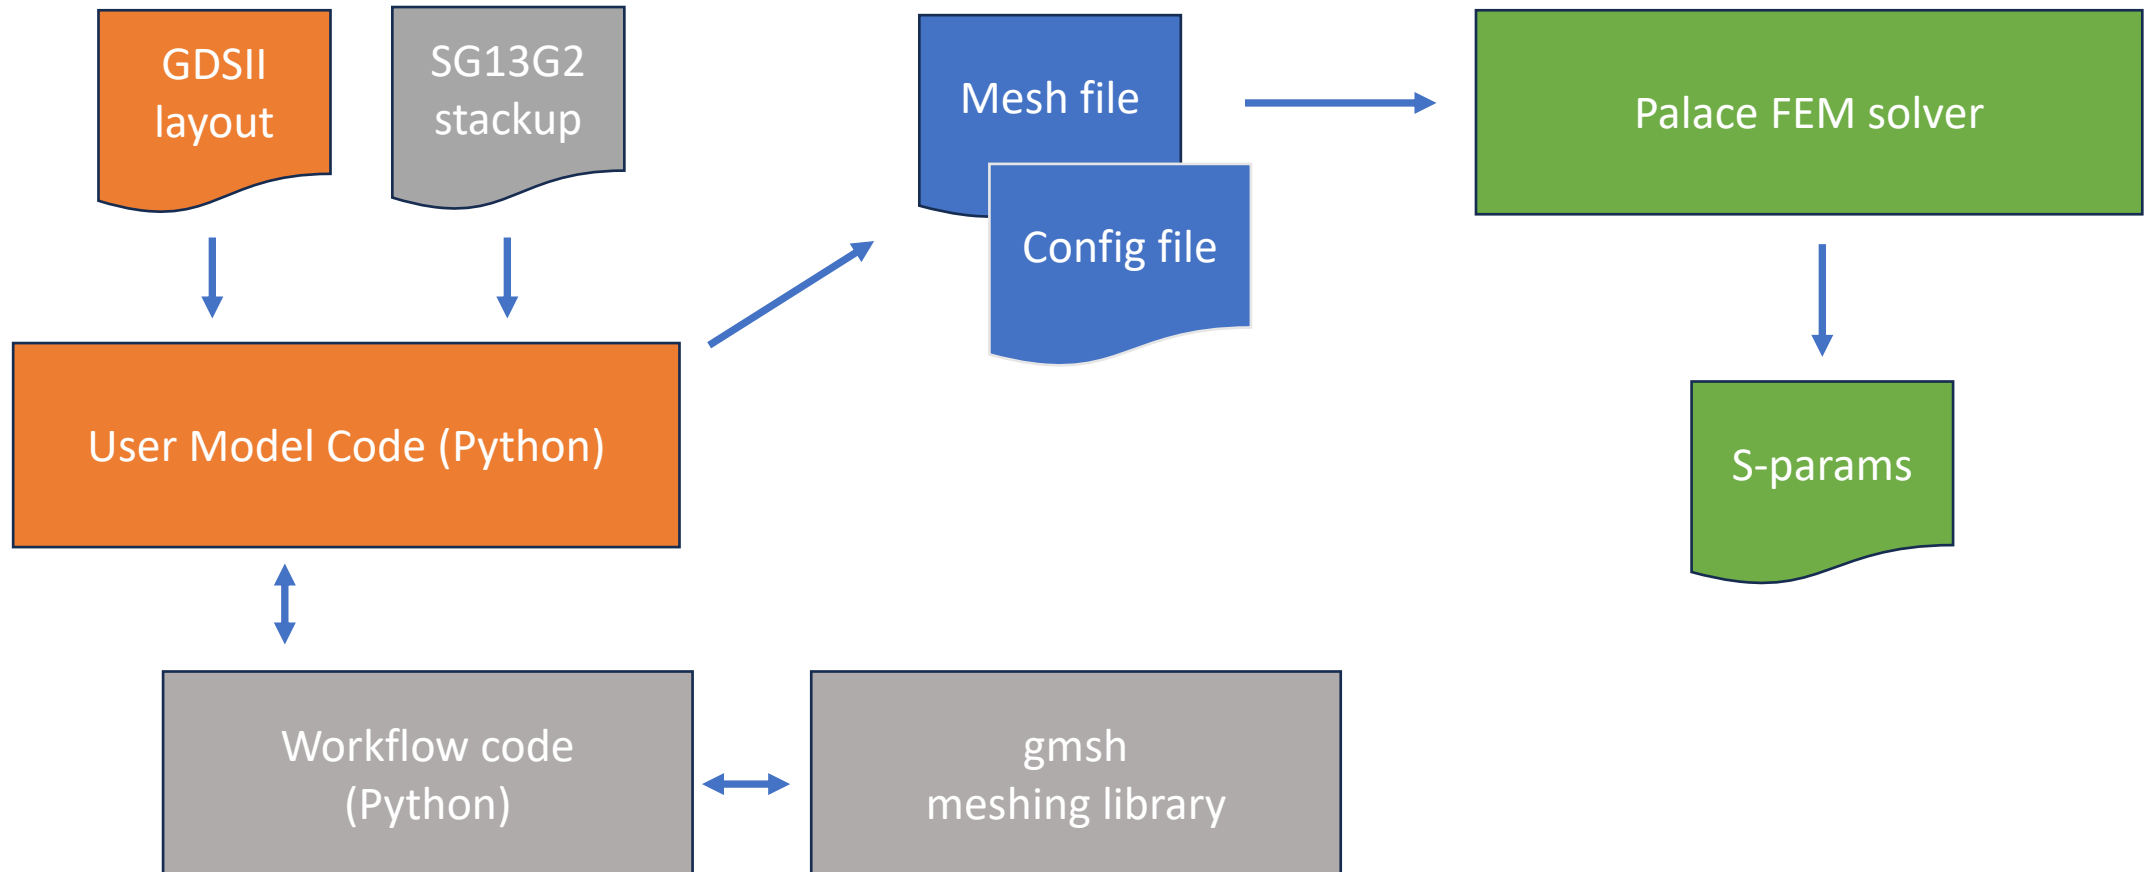 GDSII
layout
SG13G2
stackup
Mesh file
Config file
Palace FEM solver
User Model Code (Python)
S-params
Workflow code
(Python)
gmsh
meshing library